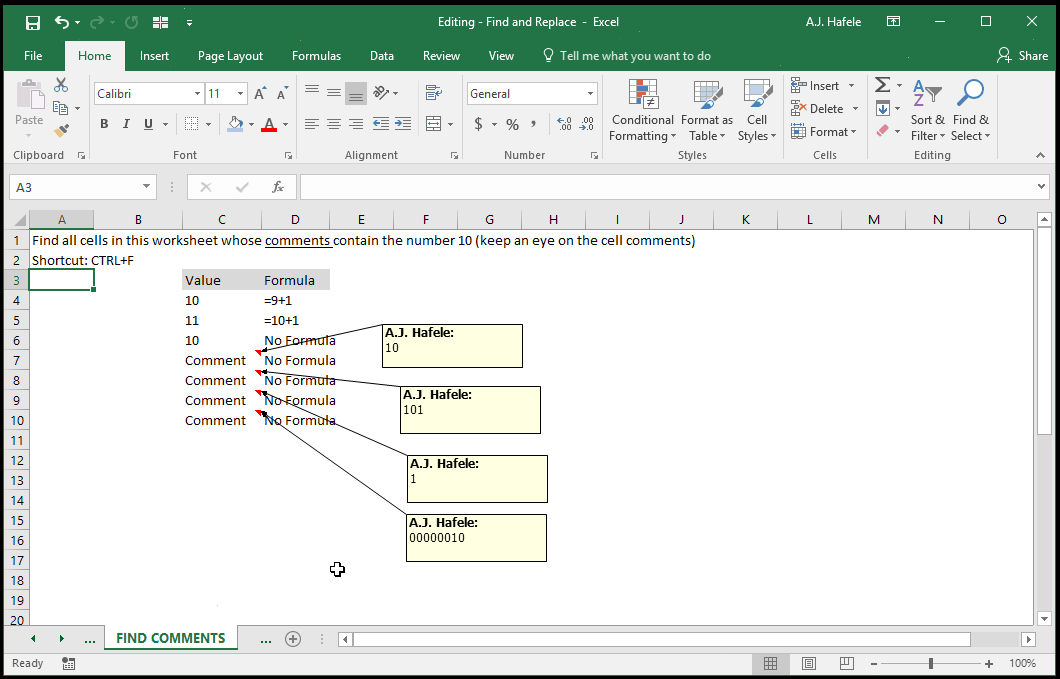 Editing - Find and Replace - Excel
A.J. Hafele
File Home Insert Page Layout Formulas Data Review View Tell me what you want to do Share
Paste
Clipboard
Calibri 11
B I U A
Font
Alignment
General
$ % ,
Number
Conditional Formatting
Format as Table
Cell Styles
Styles
Insert
Delete
Format
Cells
Sort & Filter
Find & Select
Editing
A3 fx
A B C D E F G H I J K L M N O
1 Find all cells in this worksheet whose comments contain the number 10 (keep an eye on the cell comments)
2 Shortcut: CTRL+F
3 Value Formula
4 10 =9+1
5 11 =10+1
6 10 No Formula
7 Comment No Formula
8 Comment No Formula
9 Comment No Formula
10 Comment No Formula
11
12
13
14
15
16
17
18
19
20
A.J. Hafele:
10
A.J. Hafele:
101
A.J. Hafele:
1
A.J. Hafele:
00000010
... FIND COMMENTS ...
Ready
100%